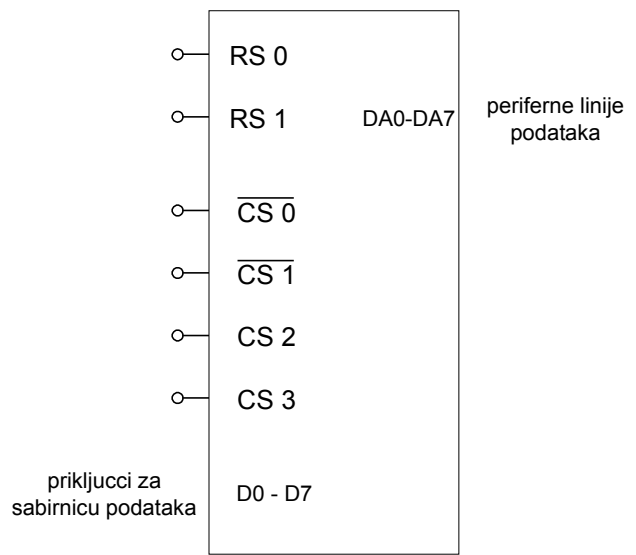 RS 0
RS 1
DA0-DA7
periferne linije
podataka
CS 0
CS 1
CS 2
CS 3
prikljucci za
sabirnicu podataka
D0 - D7